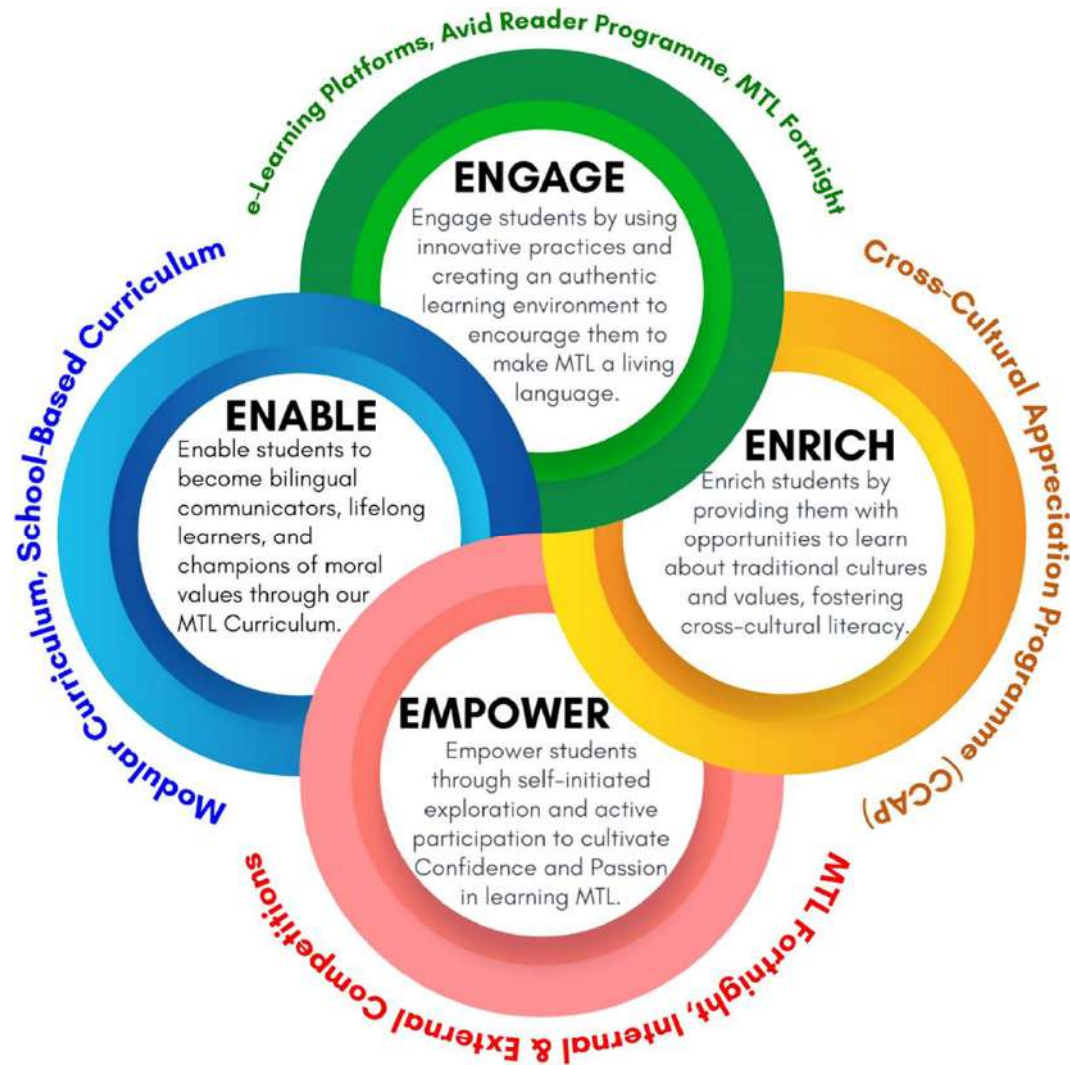 e-Learning Platforms, Avid Reader Programme, MTL Fortnight
ENGAGE
Engage students by using
innovative practices and
creating an authentic
learning environment to
encourage them to
make MTL a living
language.
Modular Curriculum, School-Based Curriculum
ENABLE
Enable students to
become bilingual
communicators, lifelong
learners, and
champions of moral
values through our
MTL Curriculum.
Cross-Cultural Appreciation Programme (CCAP)
ENRICH
Enrich students by
providing them with
opportunities to learn
about traditional cultures
and values, fostering
cross-cultural literacy.
EMPOWER
Empower students
through self-initiated
exploration and active
participation to cultivate
Confidence and Passion
in learning MTL.
MTL Fortnight, Internal & External Competitions